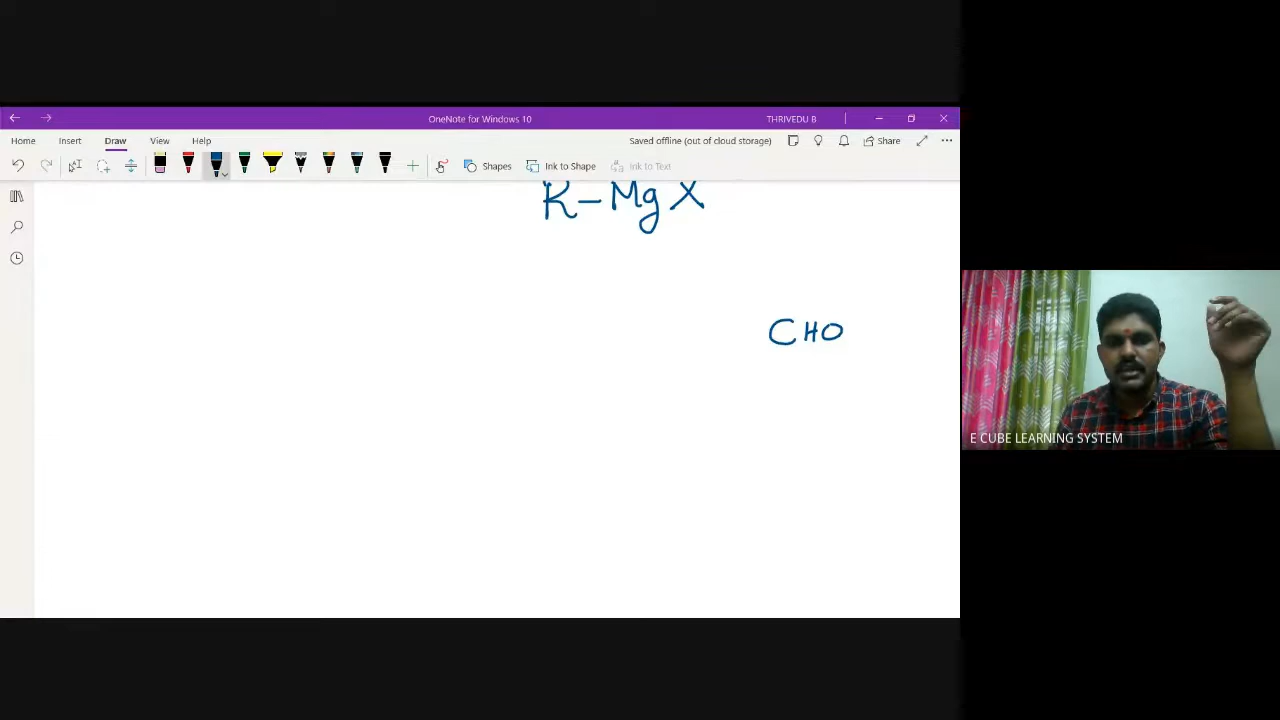 OneNote for Windows 10
THRIVEDU B
Home Insert Draw View Help
Saved offline (out of cloud storage)
Share
Shapes
Ink to Shape
Ink to Text
R-MgX
CHO
E CUBE LEARNING SYSTEM